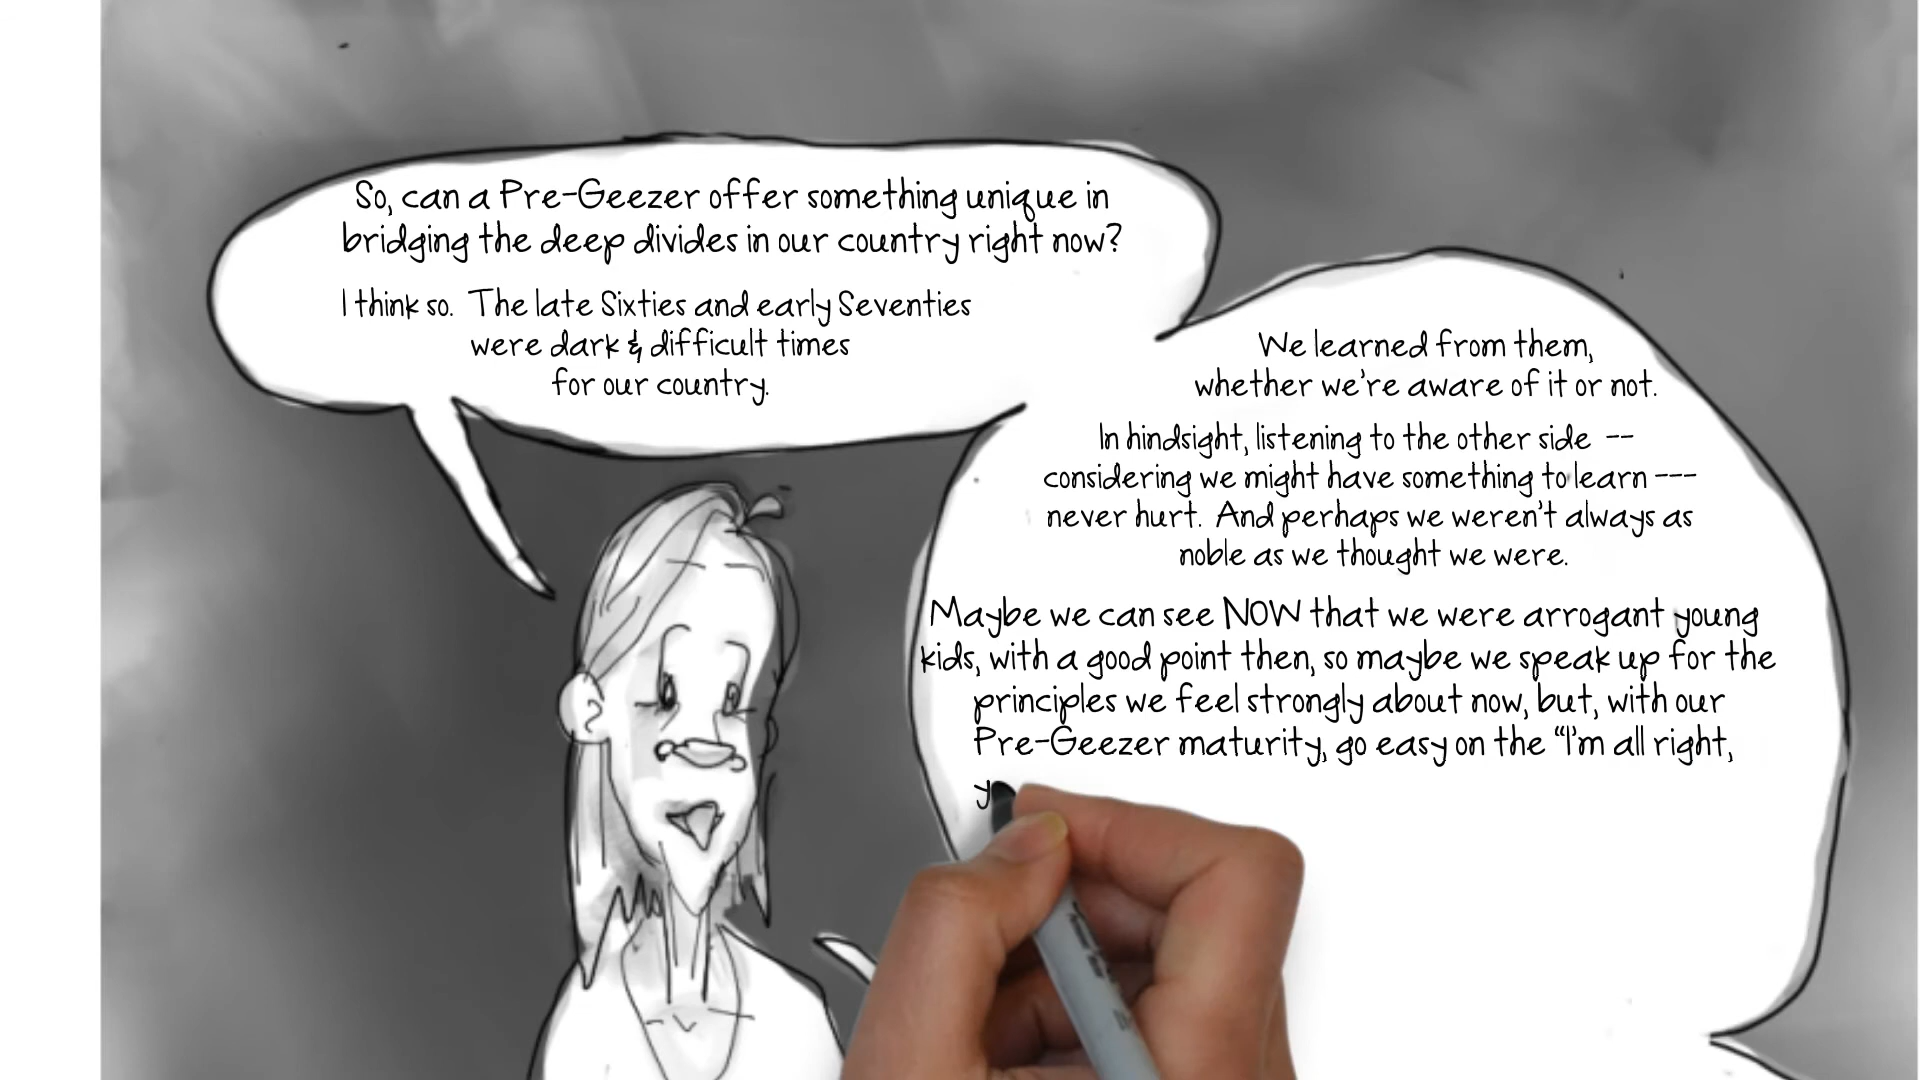 So, can a Pre-Geezer offer something unique in
bridging the deep divides in our country right now?
I think so. The late Sixties and early Seventies
were dark & difficult times
for our country.
We learned from them,
whether we're aware of it or not.
In hindsight, listening to the other side --
considering we might have something to learn ---
never hurt. And perhaps we weren't always as
noble as we thought we were.
Maybe we can see NOW that we were arrogant young
kids, with a good point then, so maybe we speak up for the
principles we feel strongly about now, but, with our
Pre-Geezer maturity, go easy on the “I'm all right,
y